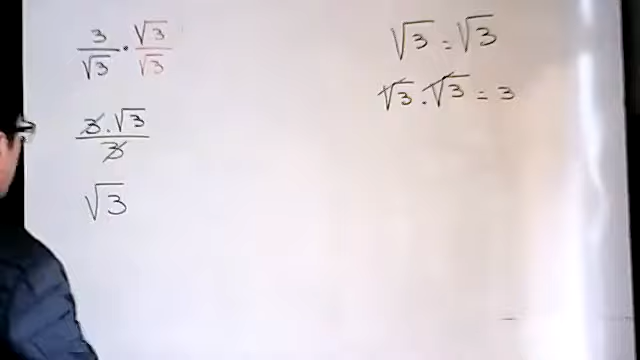 3/√3 · √3/√3
3·√3/3
√3
√3 = √3
√3 · √3 = 3